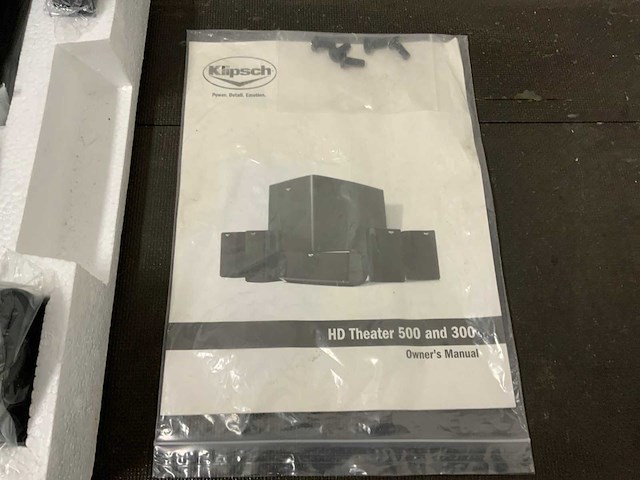 Klipsch
Power. Detail. Emotion.
HD Theater 500 and 300
Owner's Manual